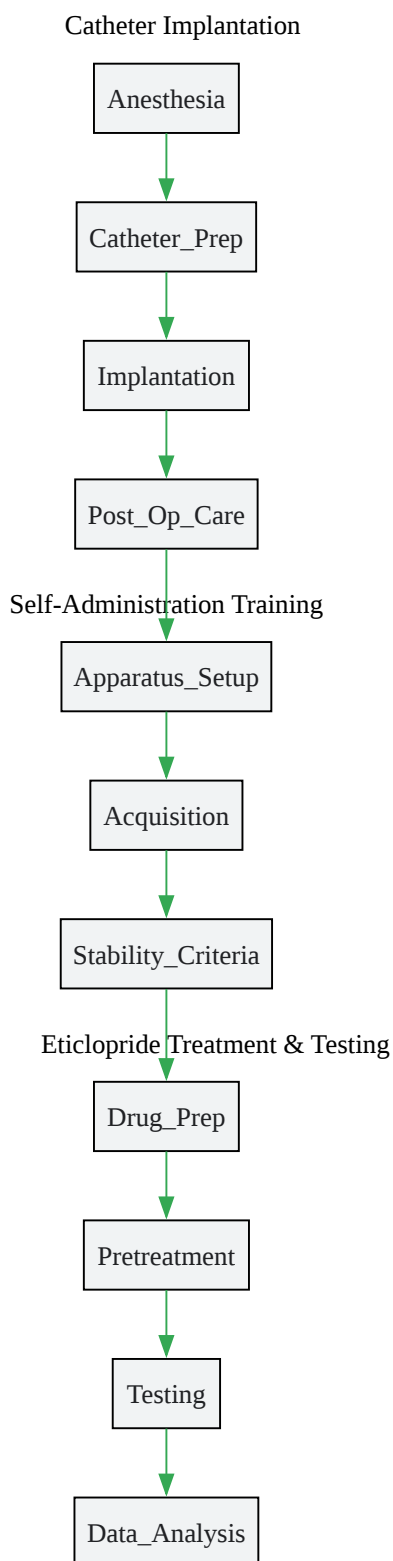 Catheter Implantation
Anesthesia
Catheter_Prep
Implantation
Post_Op_Care
Self-Administration Training
Apparatus_Setup
Acquisition
Stability_Criteria
Eticlopride Treatment & Testing
Drug_Prep
Pretreatment
Testing
Data_Analysis